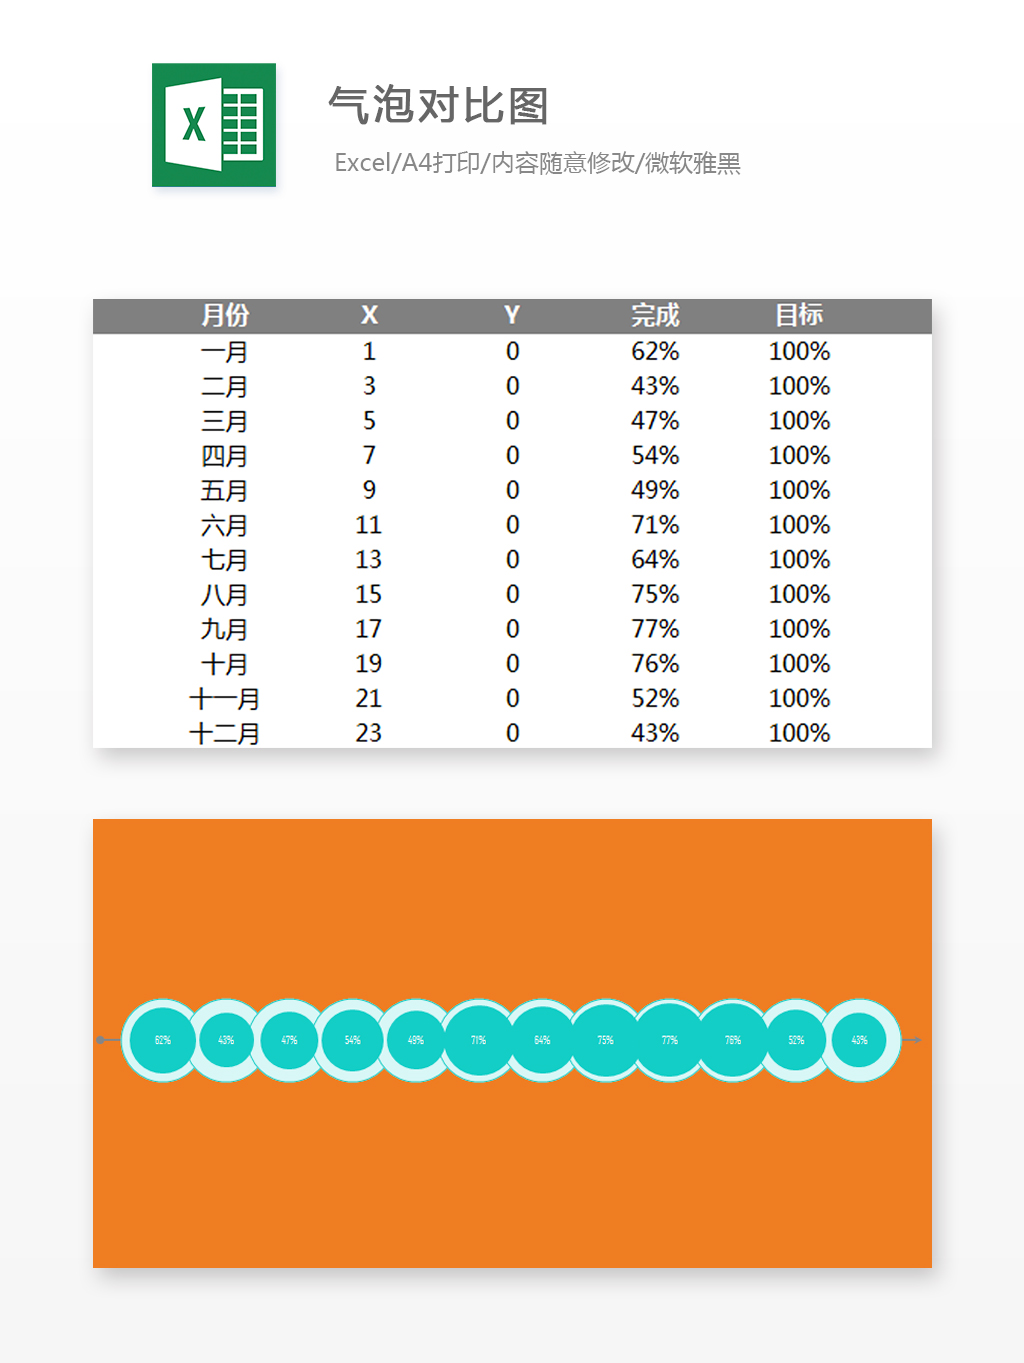 X
气泡对比图
Excel/A4打印/内容随意修改/微软雅黑
月份 X Y 完成 目标
一月 1 0 62% 100%
二月 3 0 43% 100%
三月 5 0 47% 100%
四月 7 0 54% 100%
五月 9 0 49% 100%
六月 11 0 71% 100%
七月 13 0 64% 100%
八月 15 0 75% 100%
九月 17 0 77% 100%
十月 19 0 76% 100%
十一月 21 0 52% 100%
十二月 23 0 43% 100%
62% 43% 47% 54% 49% 71% 64% 75% 77% 76% 52% 43%